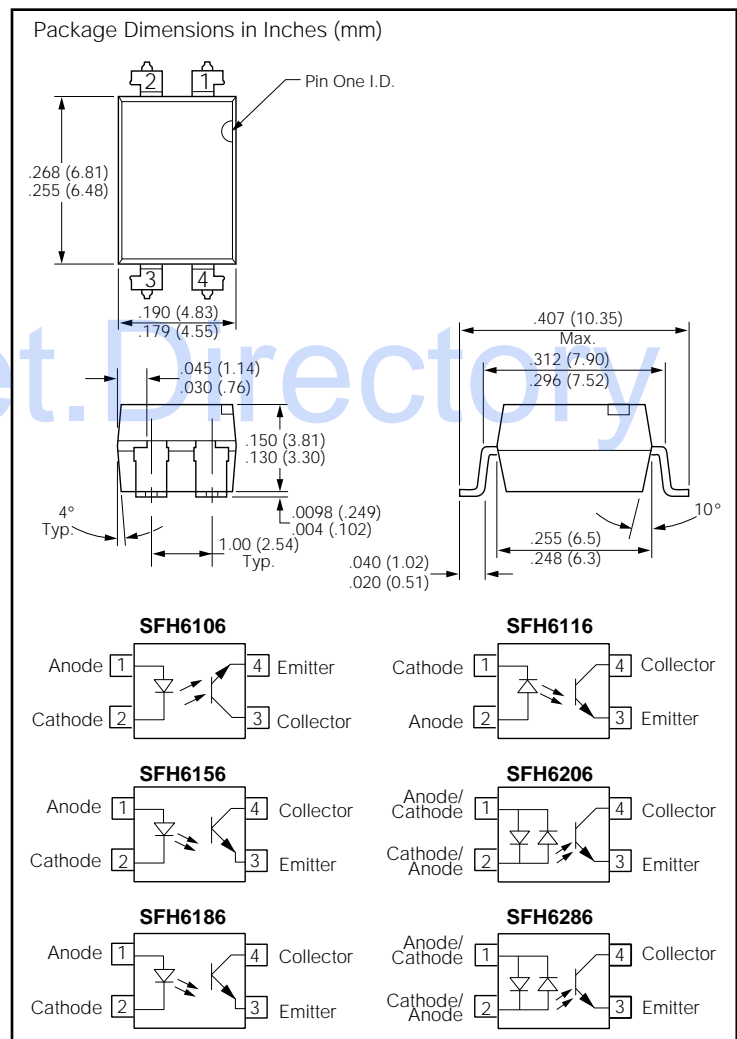 Package Dimensions in Inches (mm)
2 1
Pin One I.D.
.268 (6.81)
.255 (6.48)
3 4
.190 (4.83)
.179 (4.55)
.407 (10.35)
Max.
.312 (7.90)
.296 (7.52)
et.Directory
.045 (1.14)
.030 (.76)
.150 (3.81)
.130 (3.30)
4°
Typ.
.0098 (.249)
.004 (.102)
1.00 (2.54)
Typ.
10°
.255 (6.5)
.248 (6.3)
.040 (1.02)
.020 (0.51)
SFH6106
Anode 1 4 Emitter
Cathode 2 3 Collector
SFH6116
Cathode 1 4 Collector
Anode 2 3 Emitter
SFH6156
Anode 1 4 Collector
Cathode 2 3 Emitter
SFH6206
Anode/
Cathode 1 4 Collector
Cathode/
Anode 2 3 Emitter
SFH6186
Anode 1 4 Collector
Cathode 2 3 Emitter
SFH6286
Anode/
Cathode 1 4 Collector
Cathode/
Anode 2 3 Emitter